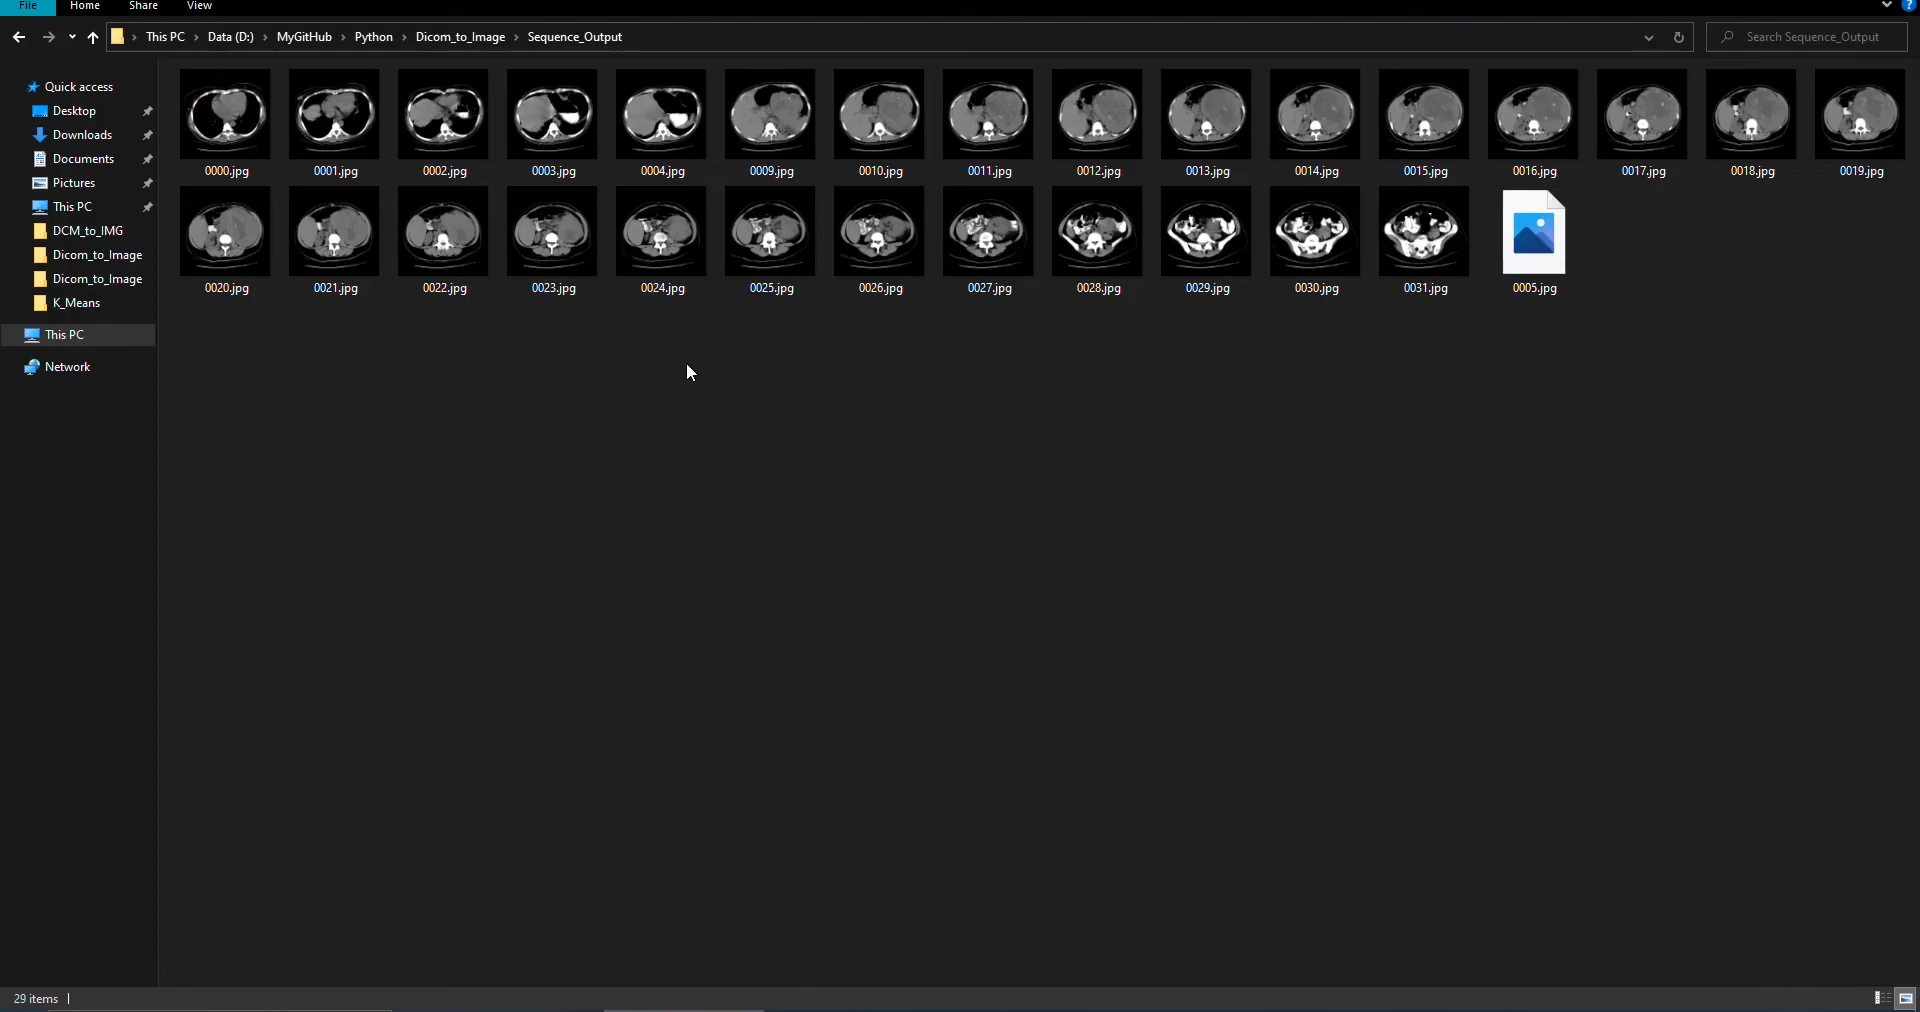 File Home Share View
This PC > Data (D:) > MyGitHub > Python > Dicom_to_Image > Sequence_Output
Search Sequence_Output
Quick access
Desktop
Downloads
Documents
Pictures
This PC
DCM_to_IMG
Dicom_to_Image
Dicom_to_Image
K_Means
This PC
Network
0000.jpg 0001.jpg 0002.jpg 0003.jpg 0004.jpg 0009.jpg 0010.jpg 0011.jpg 0012.jpg 0013.jpg 0014.jpg 0015.jpg 0016.jpg 0017.jpg 0018.jpg 0019.jpg
0020.jpg 0021.jpg 0022.jpg 0023.jpg 0024.jpg 0025.jpg 0026.jpg 0027.jpg 0028.jpg 0029.jpg 0030.jpg 0031.jpg 0005.jpg
29 items